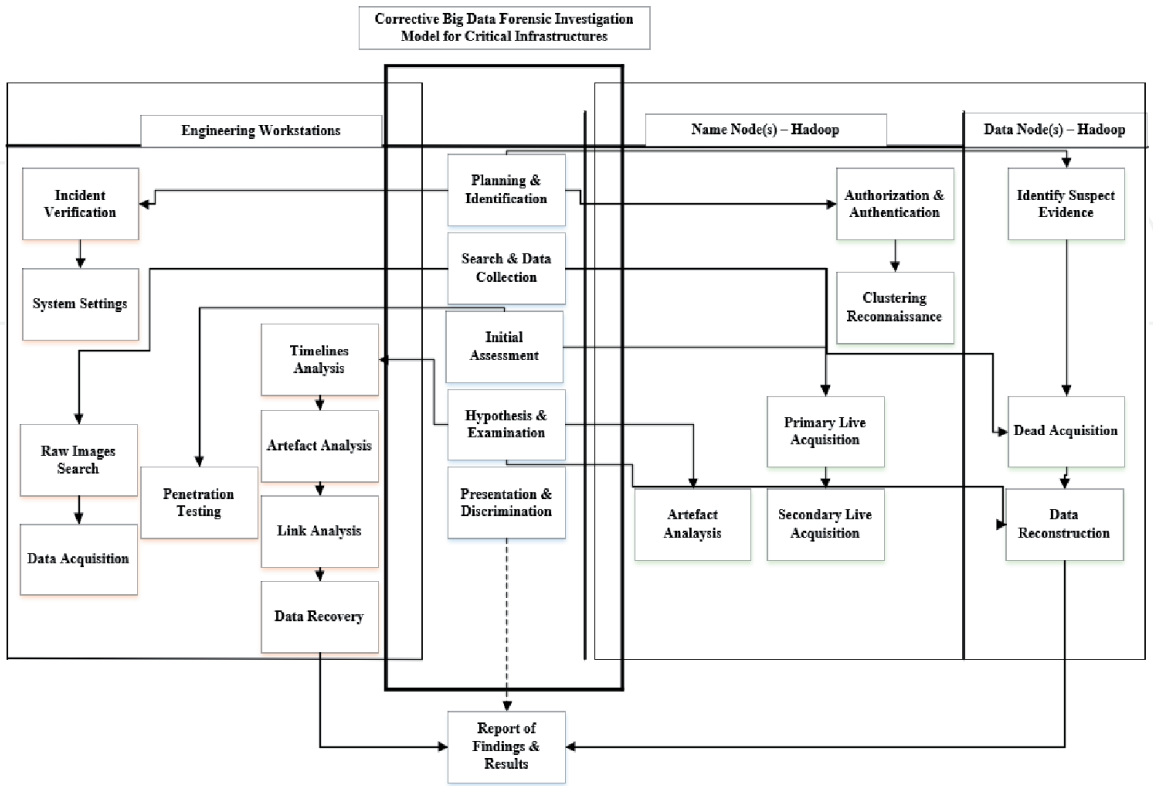 Corrective Big Data Forensic Investigation
Model for Critical Infrastructures
Engineering Workstations
Name Node(s) – Hadoop
Data Node(s) – Hadoop
Incident
Verification
System Settings
Raw Images
Search
Data Acquisition
Penetration
Testing
Timelines
Analysis
Artefact Analysis
Link Analysis
Data Recovery
Planning &
Identification
Search & Data
Collection
Initial
Assessment
Hypothesis &
Examination
Presentation &
Discrimination
Report of
Findings &
Results
Authorization &
Authentication
Clustering
Reconnaissance
Primary Live
Acquisition
Artefact
Analaysis
Secondary Live
Acquisition
Identify Suspect
Evidence
Dead Acquisition
Data
Reconstruction